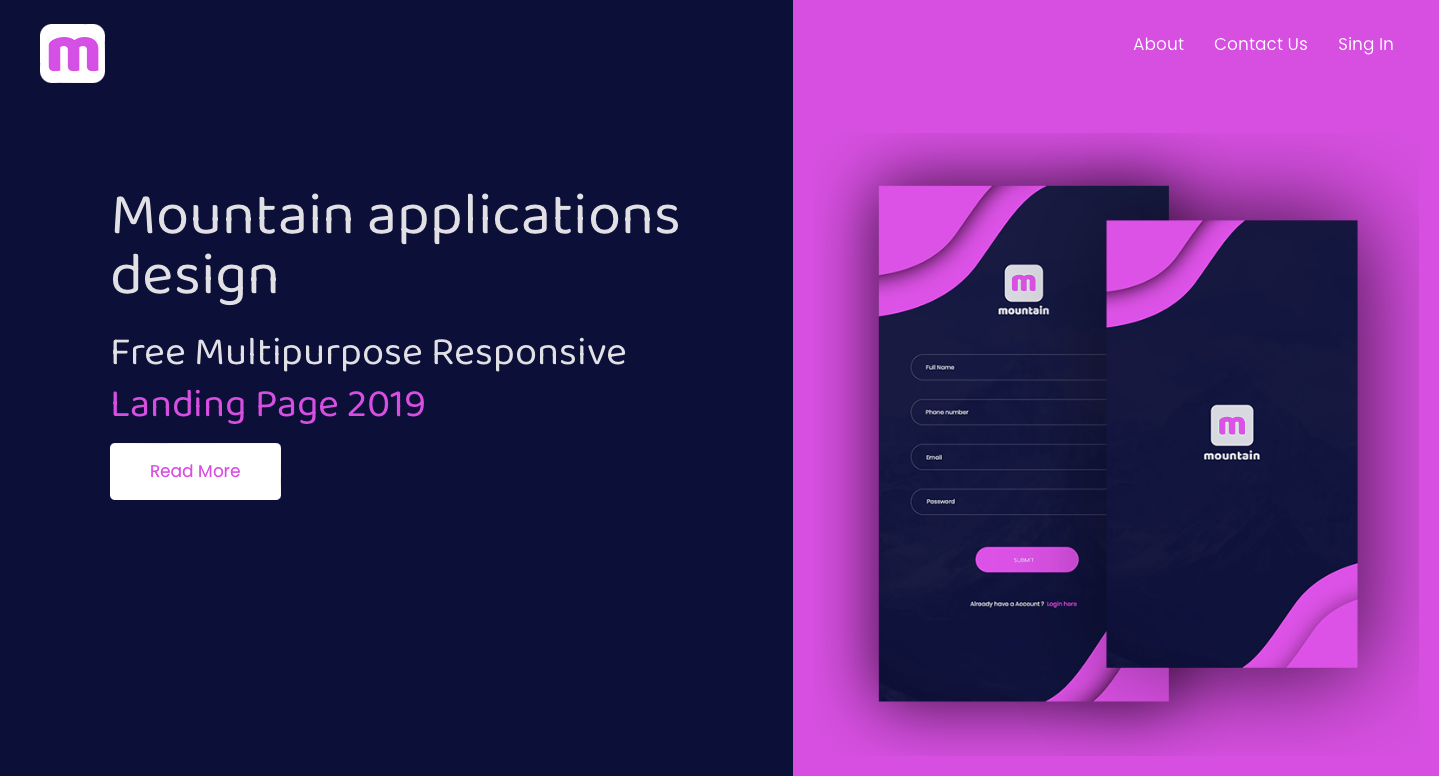 m
About Contact Us Sing In
Mountain applications
design
Free Multipurpose Responsive
Landing Page 2019
Read More
m
mountain
Full Name
Phone number
Email
Password
SUBMIT
Already have a Account ? Login here
m
mountain